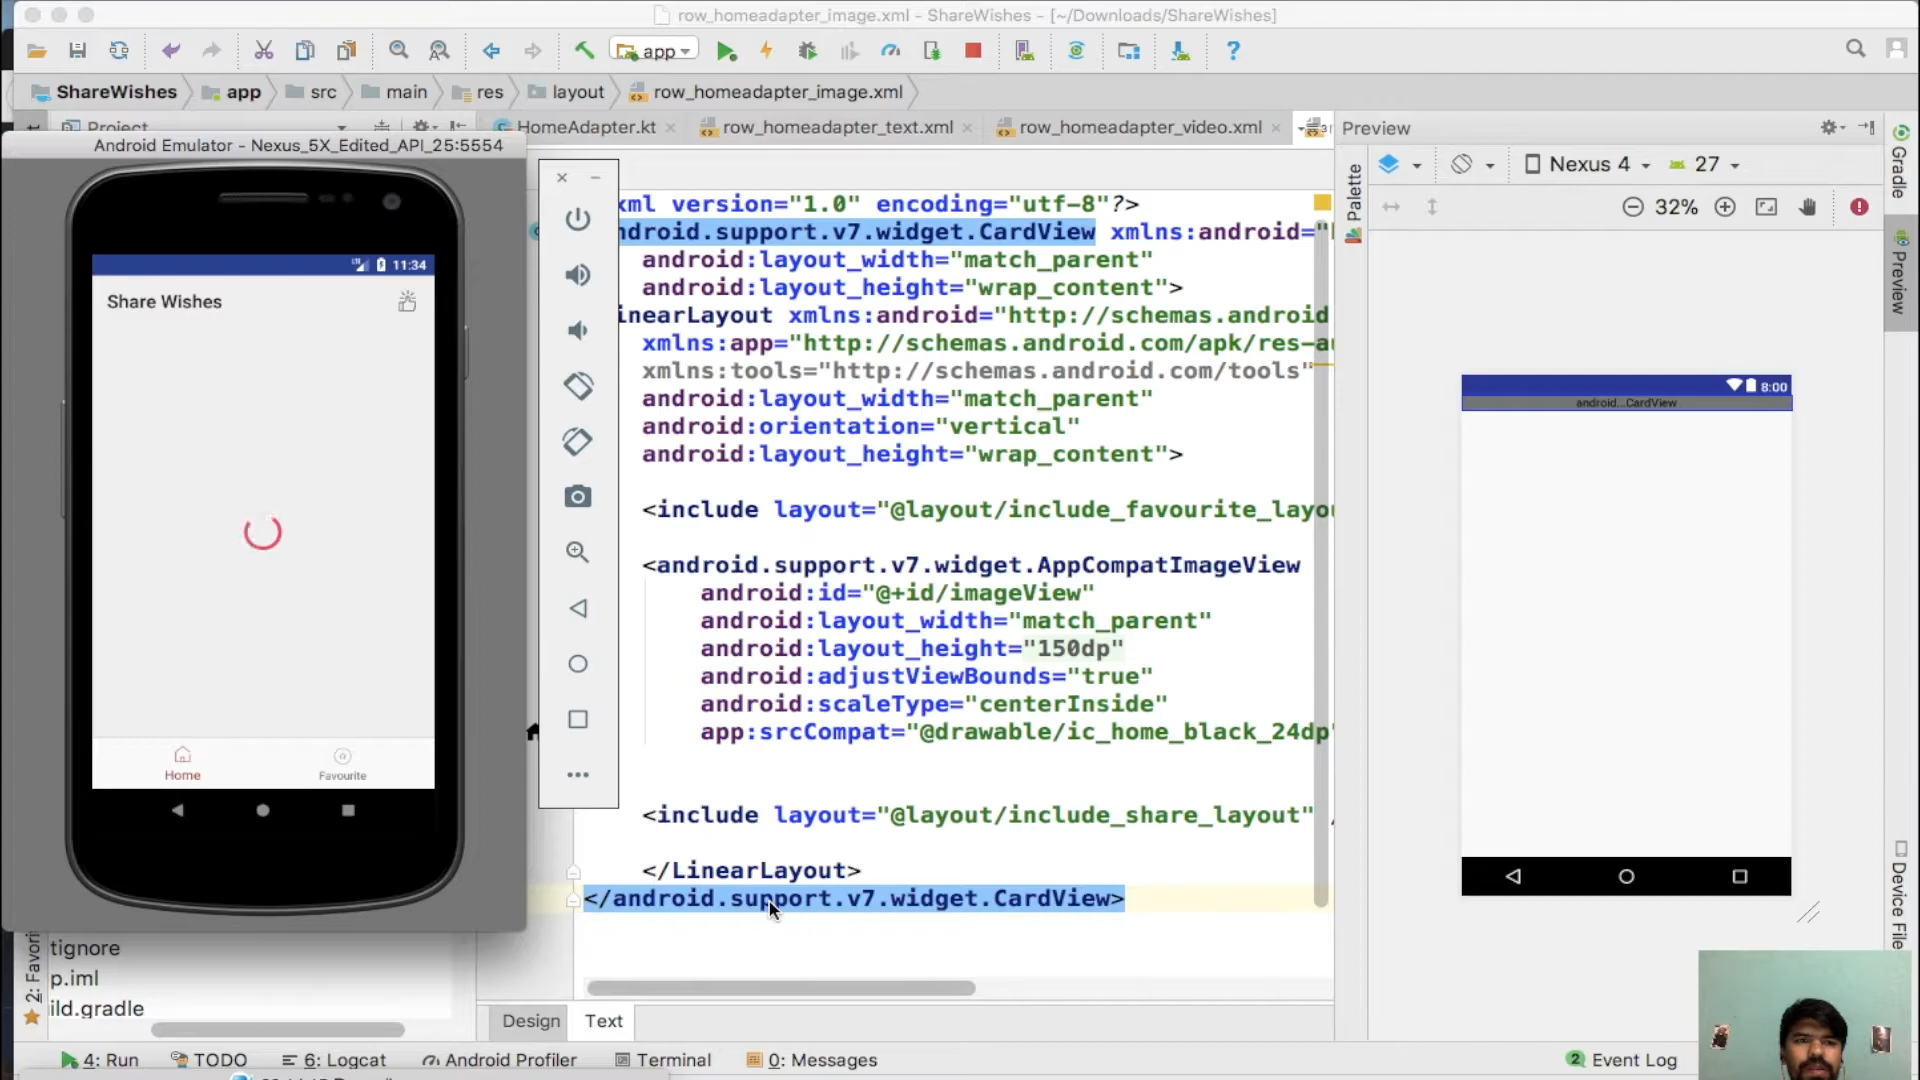 row_homeadapter_image.xml - ShareWishes - [~/Downloads/ShareWishes]
app
ShareWishes app src main res layout row_homeadapter_image.xml
Project
HomeAdapter.kt row_homeadapter_text.xml row_homeadapter_video.xml
Preview
Android Emulator - Nexus_5X_Edited_API_25:5554
11:34
Share Wishes
Home
Favourite
xml version="1.0" encoding="utf-8"?>
ndroid.support.v7.widget.CardView xmlns:android="
android:layout_width="match_parent"
android:layout_height="wrap_content">
inearLayout xmlns:android="http://schemas.android
xmlns:app="http://schemas.android.com/apk/res-a
xmlns:tools="http://schemas.android.com/tools"
android:layout_width="match_parent"
android:orientation="vertical"
android:layout_height="wrap_content">
<include layout="@layout/include_favourite_layo
<android.support.v7.widget.AppCompatImageView
android:id="@+id/imageView"
android:layout_width="match_parent"
android:layout_height="150dp"
android:adjustViewBounds="true"
android:scaleType="centerInside"
app:srcCompat="@drawable/ic_home_black_24dp
<include layout="@layout/include_share_layout" /
</LinearLayout>
</android.support.v7.widget.CardView>
Palette
Nexus 4 27
32%
8:00
android...CardView
Gradle
Preview
Device File
2: Favori
tignore
p.iml
ild.gradle
Design Text
4: Run TODO 6: Logcat Android Profiler Terminal 0: Messages 2 Event Log